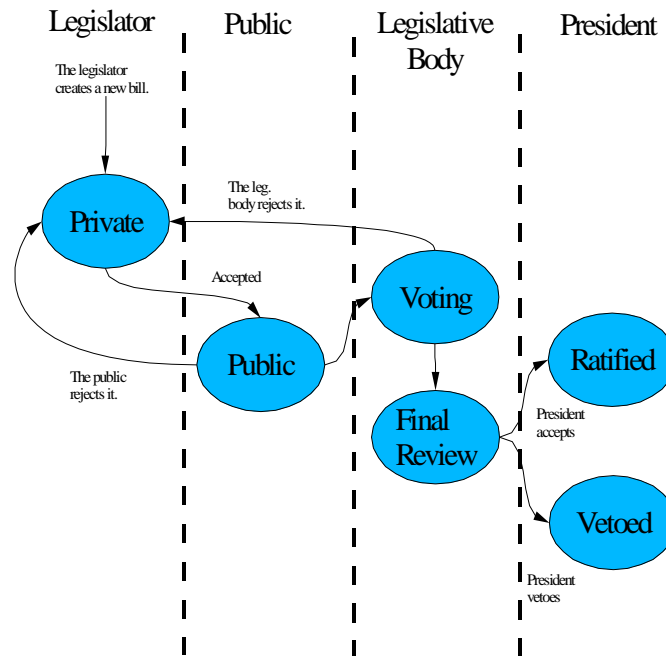 Legislator
Public
Legislative
Body
President
The legislator
creates a new bill.
Private
The leg.
body rejects it.
Accepted
Voting
Public
The public
rejects it.
Ratified
Final
Review
President
accepts
Vetoed
President
vetoes